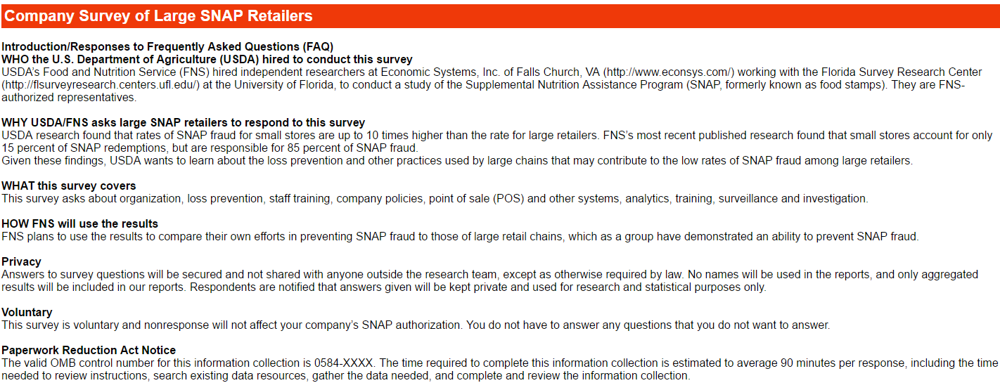 Company Survey of Large SNAP Retailers
Introduction/Responses to Frequently Asked Questions (FAQ)
WHO the U.S. Department of Agriculture (USDA) hired to conduct this survey
USDA's Food and Nutrition Service (FNS) hired independent researchers at Economic Systems, Inc. of Falls Church, VA (http://www.econsys.com/) working with the Florida Survey Research Center
(http://flsurveyresearch.centers.ufl.edu/) at the University of Florida, to conduct a study of the Supplemental Nutrition Assistance Program (SNAP, formerly known as food stamps). They are FNS-
authorized representatives.
WHY USDA/FNS asks large SNAP retailers to respond to this survey
USDA research found that rates of SNAP fraud for small stores are up to 10 times higher than the rate for large retailers. FNS's most recent published research found that small stores account for only
15 percent of SNAP redemptions, but are responsible for 85 percent of SNAP fraud.
Given these findings, USDA wants to learn about the loss prevention and other practices used by large chains that may contribute to the low rates of SNAP fraud among large retailers.
WHAT this survey covers
This survey asks about organization, loss prevention, staff training, company policies, point of sale (POS) and other systems, analytics, training, surveillance and investigation.
HOW FNS will use the results
FNS plans to use the results to compare their own efforts in preventing SNAP fraud to those of large retail chains, which as a group have demonstrated an ability to prevent SNAP fraud.
Privacy
Answers to survey questions will be secured and not shared with anyone outside the research team, except as otherwise required by law. No names will be used in the reports, and only aggregated
results will be included in our reports. Respondents are notified that answers given will be kept private and used for research and statistical purposes only.
Voluntary
This survey is voluntary and nonresponse will not affect your company's SNAP authorization. You do not have to answer any questions that you do not want to answer.
Paperwork Reduction Act Notice
The valid OMB control number for this information collection is 0584-XXXX. The time required to complete this information collection is estimated to average 90 minutes per response, including the time
needed to review instructions, search existing data resources, gather the data needed, and complete and review the information collection.